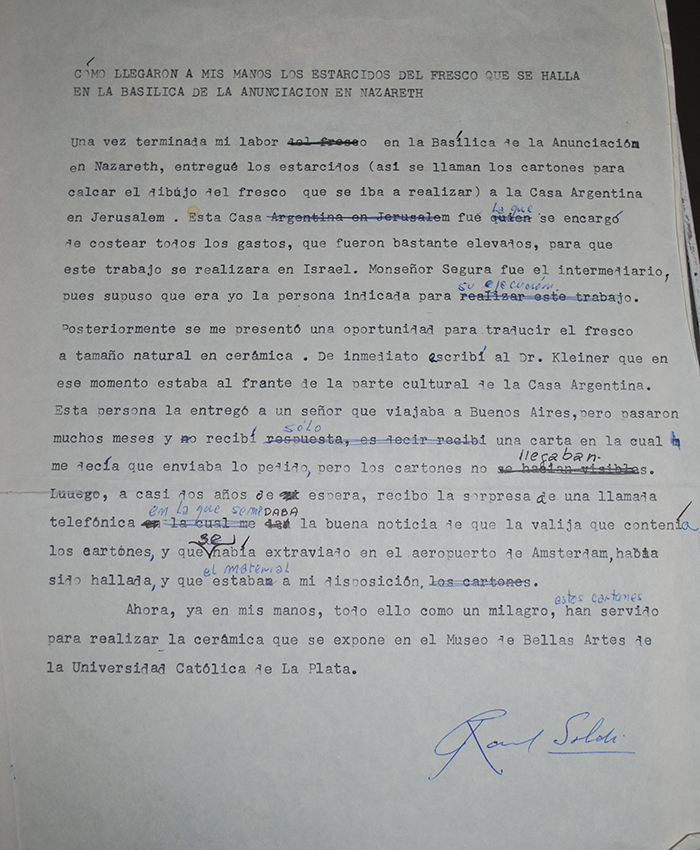 CÓMO LLEGARON A MIS MANOS LOS ESTARCIDOS DEL FRESCO QUE SE HALLA
EN LA BASILICA DE LA ANUNCIACION EN NAZARETH
Una vez terminada mi labor del fresco en la Basílica de la Anunciación
en Nazareth, entregué los estarcidos (asi se llaman los cartones para
calcar el dibujo del fresco que se iba a realizar) a la Casa Argentina
la que
en Jerusalem . Esta Casa Argentina en Jerusalem fué quien se encargó
de costear todos los gastos, que fueron bastante elevados, para que
este trabajo se realizara en Israel. Monseñor Segura fue el intermediario,
su ejecución.
pues supuso que era yo la persona indicada para realizar este trabajo.
Posteriormente se me presentó una oportunidad para traducir el fresco
a tamaño natural en cerámica . De inmediato escribí al Dr. Kleiner que en
ese momento estaba al frente de la parte cultural de la Casa Argentina.
Esta persona la entregó a un señor que viajaba a Buenos Aires,pero pasaron
sólo
muchos meses y no recibí respuesta, es decir recibí una carta en la cual
llegaban.
me decía que enviaba lo pedido, pero los cartones no se habían visibles.
Luuego, a casi dos años de espera, recibo la sorpresa de una llamada
en la que se me DABA
telefónica en la cual me la buena noticia de que la valija que contenía
se
los cartónes, y que había extraviado en el aeropuerto de Amsterdam, había
el material
sido hallada, y que estaban a mi disposición, los cartones.
estos cartones
Ahora, ya en mis manos, todo ello como un milagro, han servido
para realizar la cerámica que se expone en el Museo de Bellas Artes de
la Universidad Católica de La Plata.
Raul Soldi